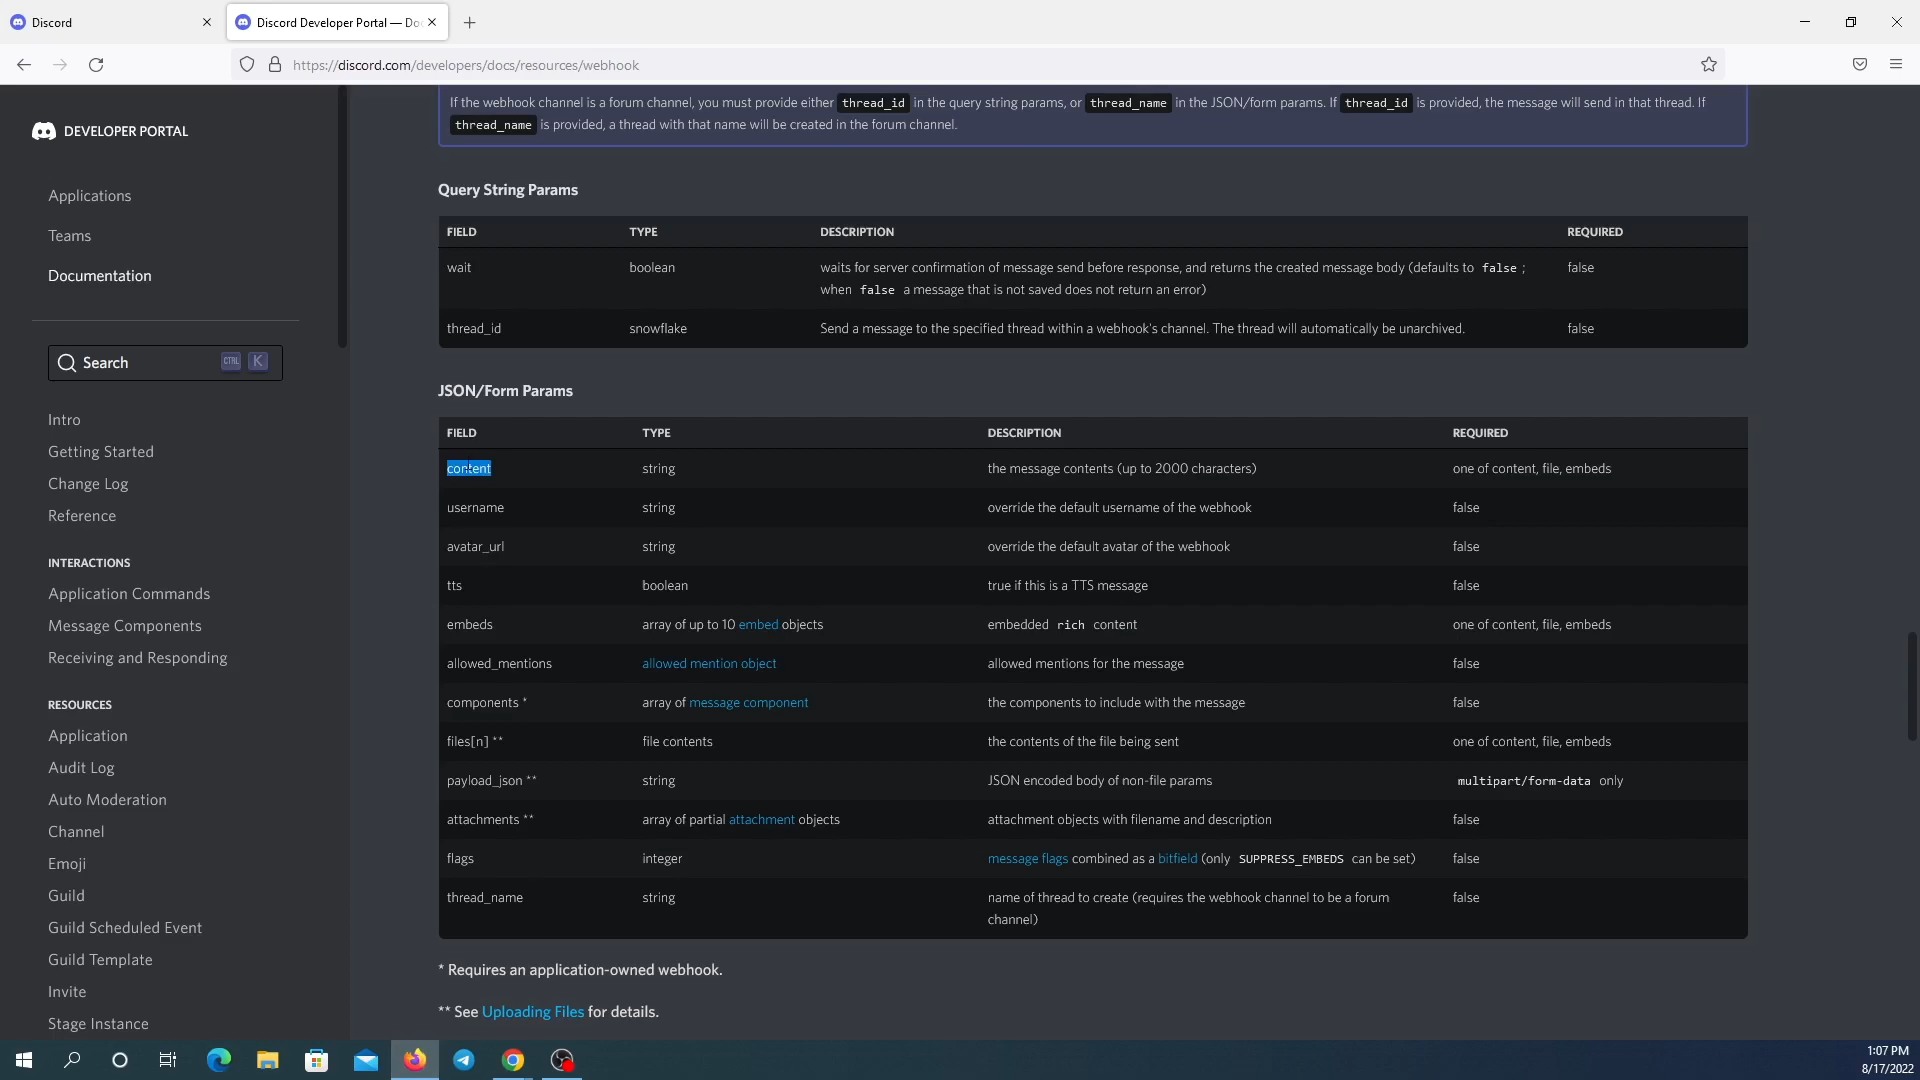 Discord
Discord Developer Portal — Do
https://discord.com/developers/docs/resources/webhook
DEVELOPER PORTAL
Applications
Teams
Documentation
Search CTRL K
Intro
Getting Started
Change Log
Reference
INTERACTIONS
Application Commands
Message Components
Receiving and Responding
RESOURCES
Application
Audit Log
Auto Moderation
Channel
Emoji
Guild
Guild Scheduled Event
Guild Template
Invite
Stage Instance
If the webhook channel is a forum channel, you must provide either thread_id in the query string params, or thread_name in the JSON/form params. If thread_id is provided, the message will send in that thread. If
thread_name is provided, a thread with that name will be created in the forum channel.
Query String Params
FIELD TYPE DESCRIPTION REQUIRED
wait boolean waits for server confirmation of message send before response, and returns the created message body (defaults to false ; false
when false a message that is not saved does not return an error)
thread_id snowflake Send a message to the specified thread within a webhook's channel. The thread will automatically be unarchived. false
JSON/Form Params
FIELD TYPE DESCRIPTION REQUIRED
content string the message contents (up to 2000 characters) one of content, file, embeds
username string override the default username of the webhook false
avatar_url string override the default avatar of the webhook false
tts boolean true if this is a TTS message false
embeds array of up to 10 embed objects embedded rich content one of content, file, embeds
allowed_mentions allowed mention object allowed mentions for the message false
components * array of message component the components to include with the message false
files[n] ** file contents the contents of the file being sent one of content, file, embeds
payload_json ** string JSON encoded body of non-file params multipart/form-data only
attachments ** array of partial attachment objects attachment objects with filename and description false
flags integer message flags combined as a bitfield (only SUPPRESS_EMBEDS can be set) false
thread_name string name of thread to create (requires the webhook channel to be a forum false
channel)
* Requires an application-owned webhook.
** See Uploading Files for details.
1:07 PM
8/17/2022